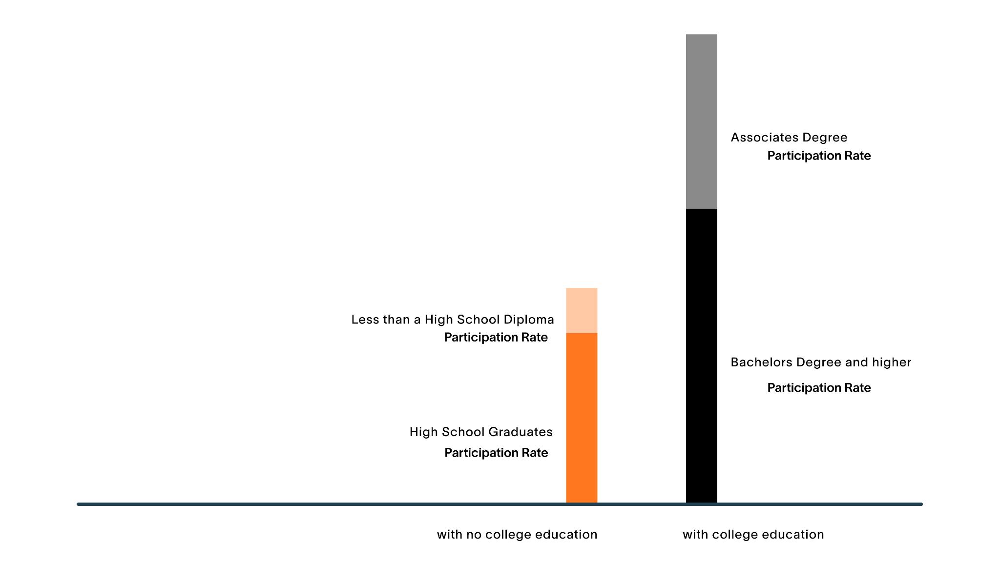 Associates Degree
Participation Rate
Less than a High School Diploma
Participation Rate
Bachelors Degree and higher
Participation Rate
High School Graduates
Participation Rate
with no college education
with college education